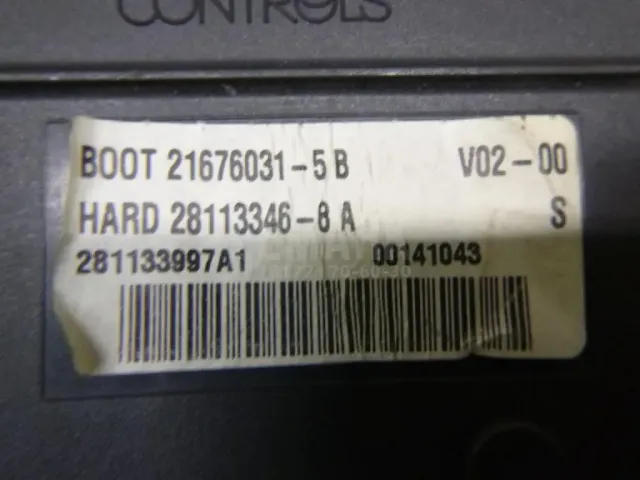 CONTROLS
BOOT 21676031-5 B V02-00
HARD 28113346-8 A S
281133997A1 00141043